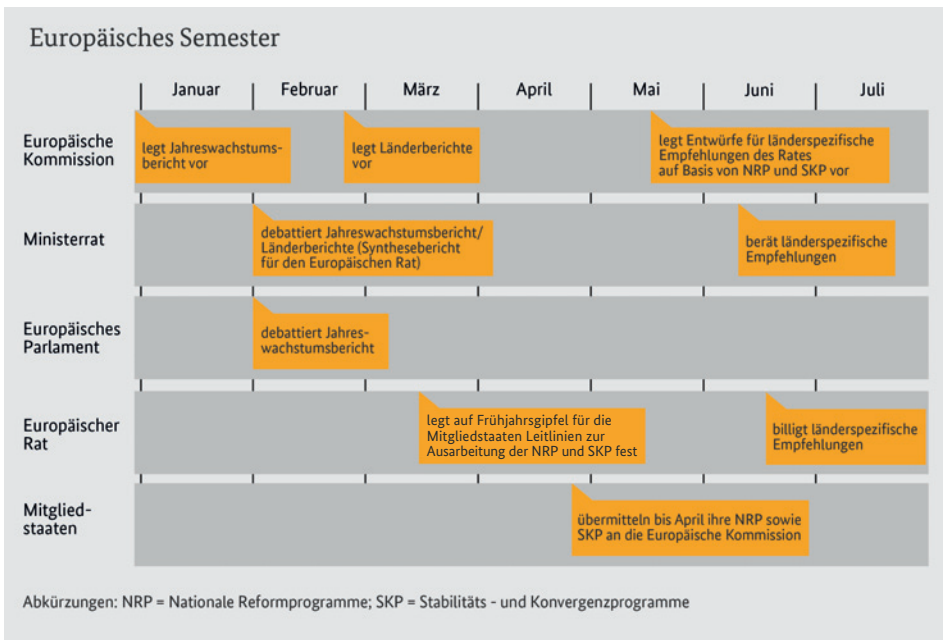 Europäisches Semester
Januar Februar März April Mai Juni Juli
Europäische
Kommission
legt Jahreswachstums-
bericht vor
legt Länderberichte
vor
legt Entwürfe für länderspezifische
Empfehlungen des Rates
auf Basis von NRP und SKP vor
Ministerrat
debattiert Jahreswachstumsbericht/
Länderberichte (Synthesebericht
für den Europäischen Rat)
berät länderspezifische
Empfehlungen
Europäisches
Parlament
debattiert Jahres-
wachstumsbericht
Europäischer
Rat
legt auf Frühjahrsgipfel für die
Mitgliedstaaten Leitlinien zur
Ausarbeitung der NRP und SKP fest
billigt länderspezifische
Empfehlungen
Mitglied-
staaten
übermitteln bis April ihre NRP sowie
SKP an die Europäische Kommission
Abkürzungen: NRP = Nationale Reformprogramme; SKP = Stabilitäts - und Konvergenzprogramme